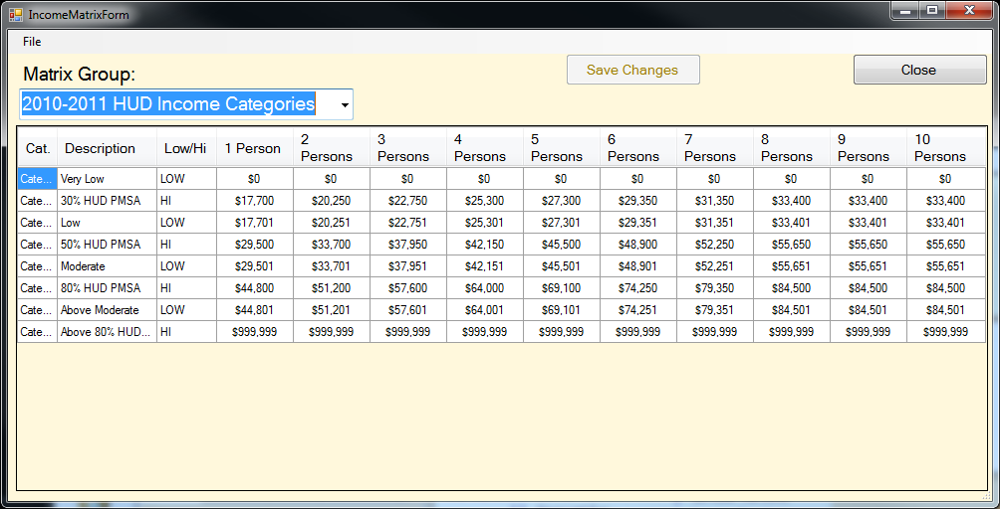 IncomeMatrixForm
File
Matrix Group:
Save Changes
Close
2010-2011 HUD Income Categories
Cat. Description Low/Hi 1 Person 2 Persons 3 Persons 4 Persons 5 Persons 6 Persons 7 Persons 8 Persons 9 Persons 10 Persons
Cate... Very Low LOW $0 $0 $0 $0 $0 $0 $0 $0 $0 $0
Cate... 30% HUD PMSA HI $17,700 $20,250 $22,750 $25,300 $27,300 $29,350 $31,350 $33,400 $33,400 $33,400
Cate... Low LOW $17,701 $20,251 $22,751 $25,301 $27,301 $29,351 $31,351 $33,401 $33,401 $33,401
Cate... 50% HUD PMSA HI $29,500 $33,700 $37,950 $42,150 $45,500 $48,900 $52,250 $55,650 $55,650 $55,650
Cate... Moderate LOW $29,501 $33,701 $37,951 $42,151 $45,501 $48,901 $52,251 $55,651 $55,651 $55,651
Cate... 80% HUD PMSA HI $44,800 $51,200 $57,600 $64,000 $69,100 $74,250 $79,350 $84,500 $84,500 $84,500
Cate... Above Moderate LOW $44,801 $51,201 $57,601 $64,001 $69,101 $74,251 $79,351 $84,501 $84,501 $84,501
Cate... Above 80% HUD... HI $999,999 $999,999 $999,999 $999,999 $999,999 $999,999 $999,999 $999,999 $999,999 $999,999